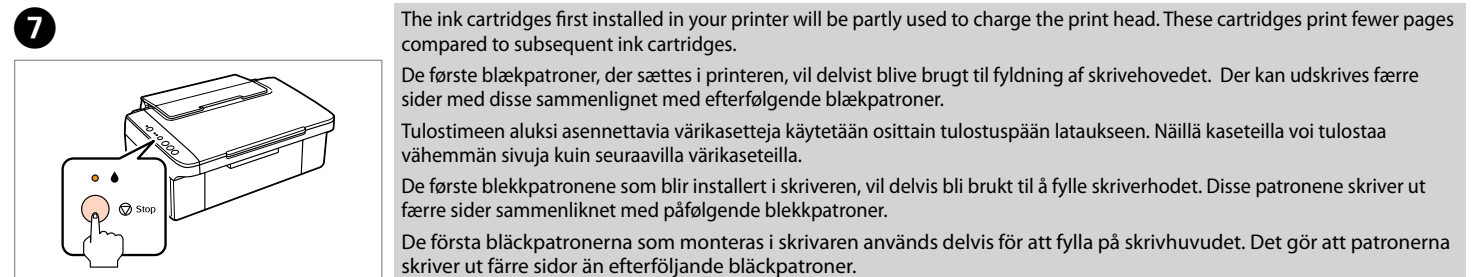 7
The ink cartridges first installed in your printer will be partly used to charge the print head. These cartridges print fewer pages
compared to subsequent ink cartridges.
De første blækpatroner, der sættes i printeren, vil delvist blive brugt til fyldning af skrivehovedet.  Der kan udskrives færre
sider med disse sammenlignet med efterfølgende blækpatroner.
Tulostimeen aluksi asennettavia värikasetteja käytetään osittain tulostuspään lataukseen. Näillä kaseteilla voi tulostaa
vähemmän sivuja kuin seuraavilla värikaseteilla.
De første blekkpatronene som blir installert i skriveren, vil delvis bli brukt til å fylle skriverhodet. Disse patronene skriver ut
færre sider sammenliknet med påfølgende blekkpatroner.
De första bläckpatronerna som monteras i skrivaren används delvis för att fylla på skrivhuvudet. Det gör att patronerna
skriver ut färre sidor än efterföljande bläckpatroner.
Stop